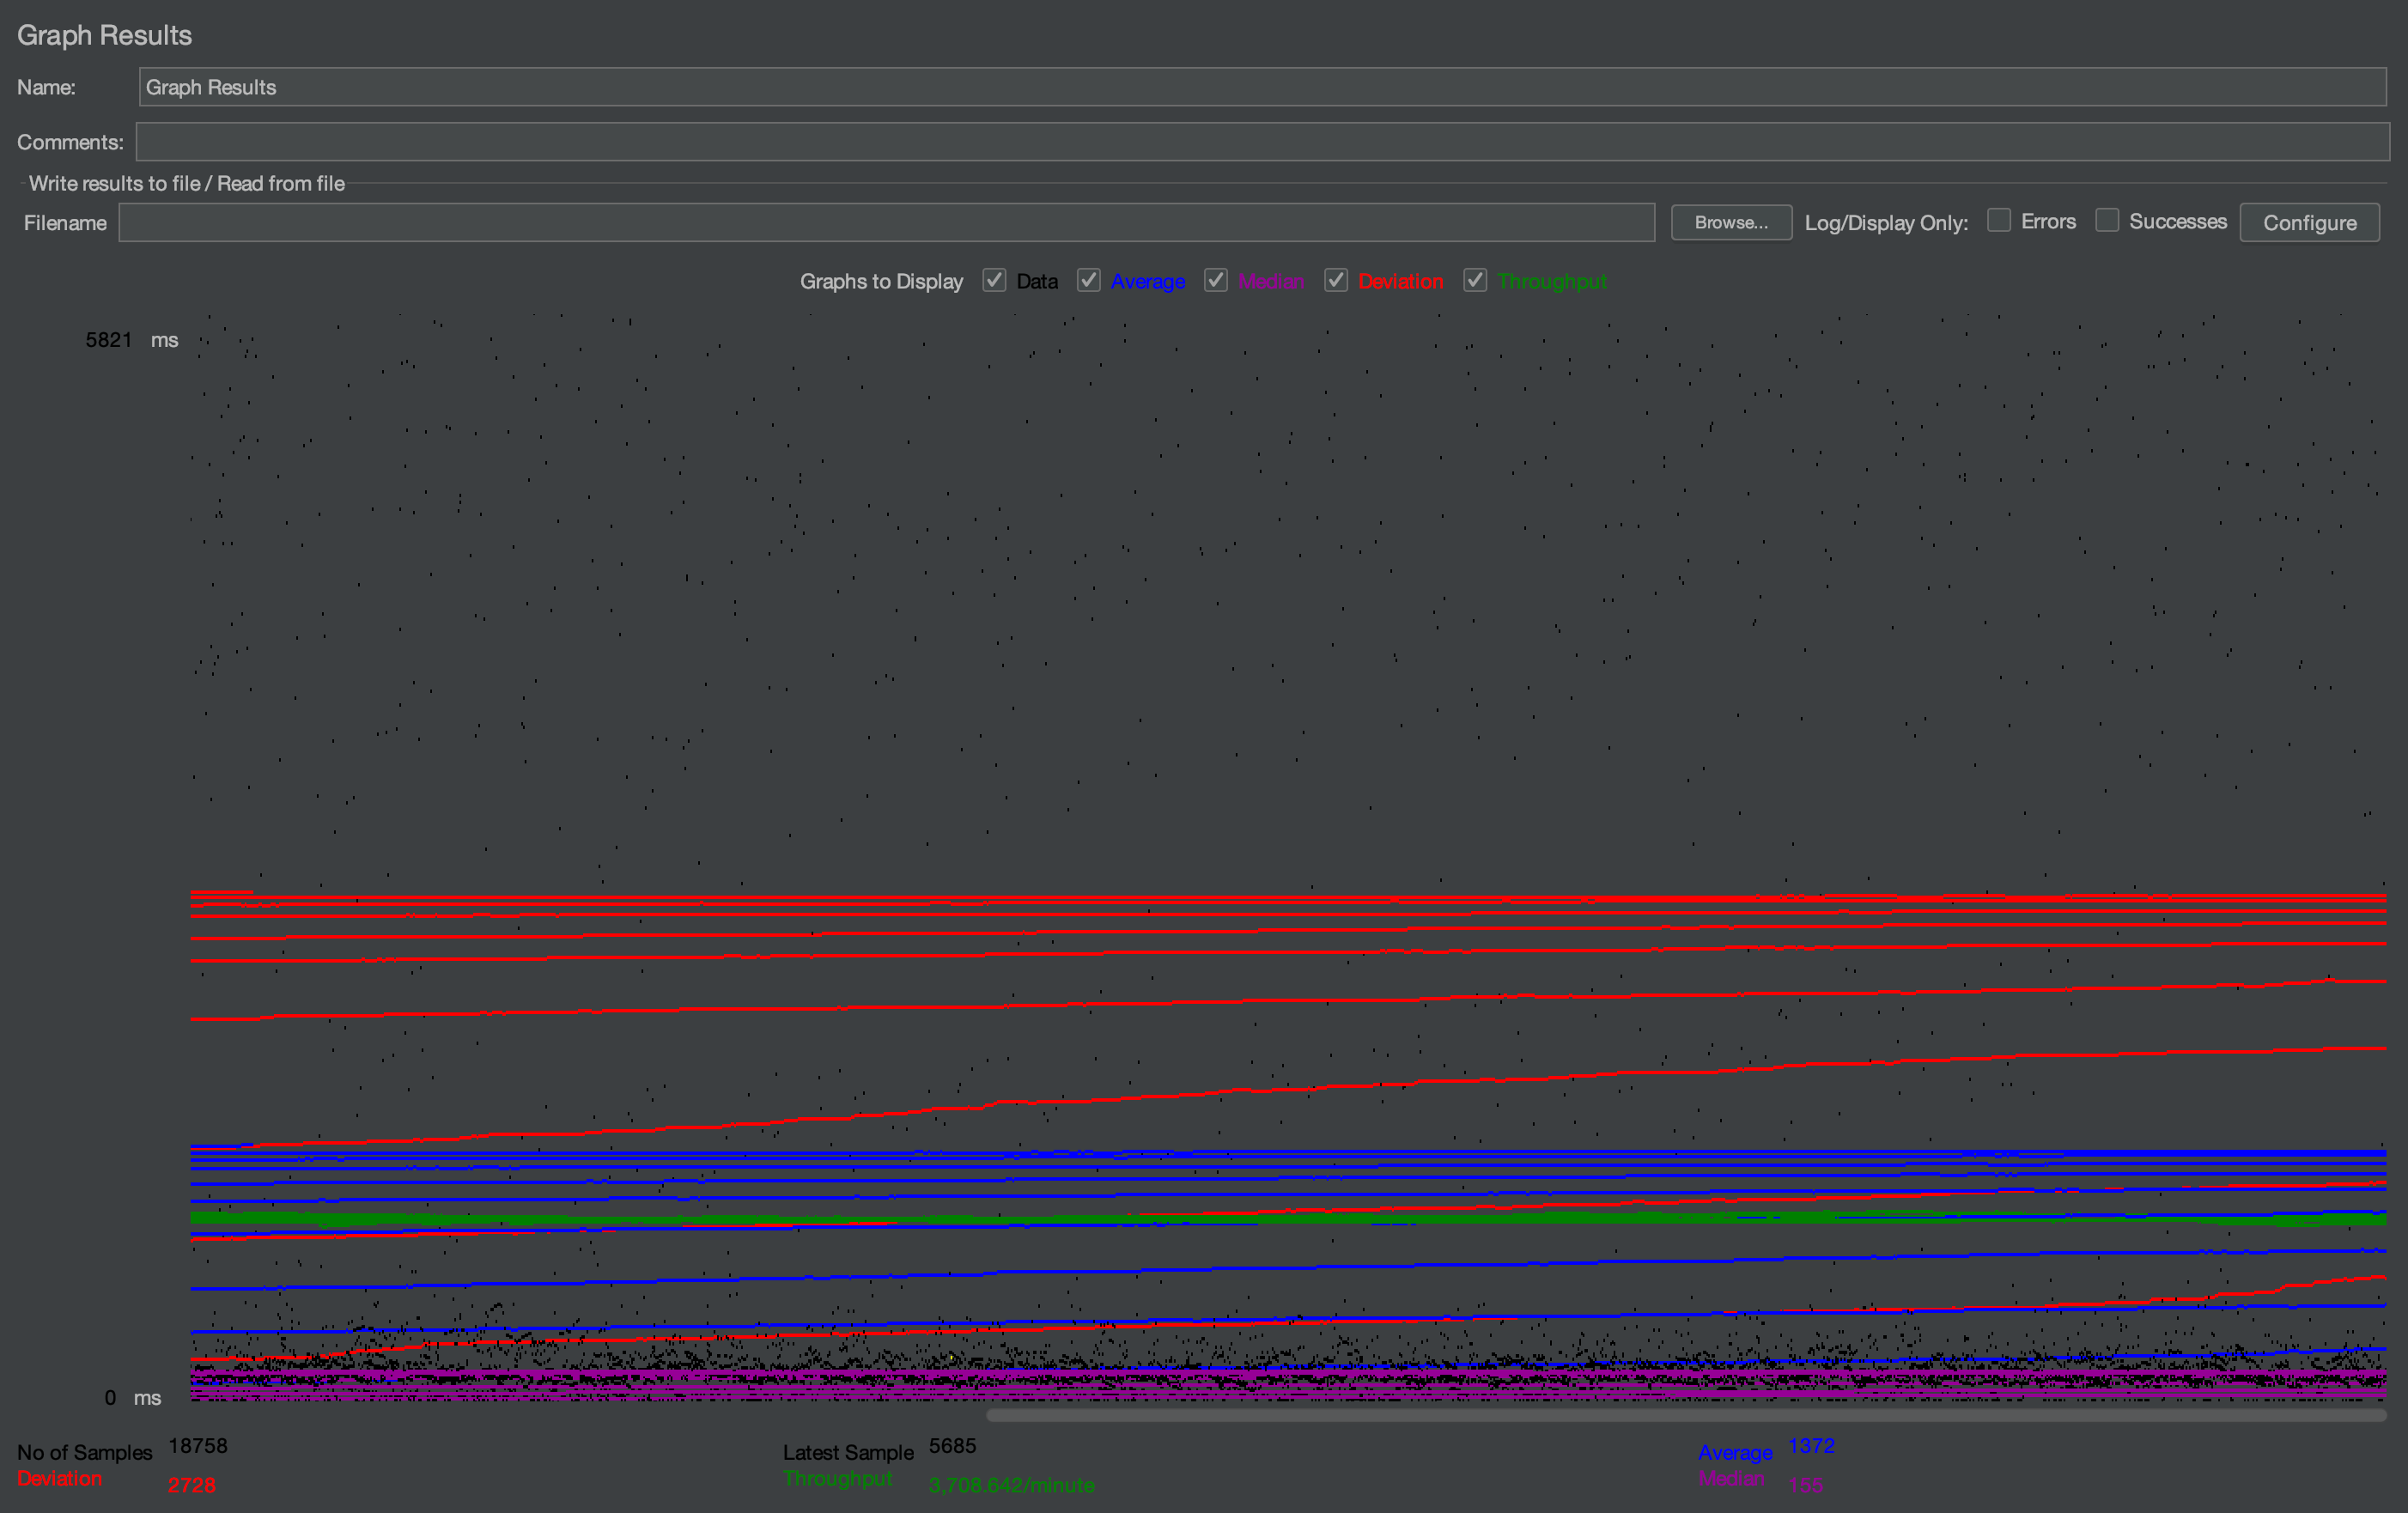 Graph Results
Name: Graph Results
Comments:
Write results to file / Read from file
Filename Browse... Log/Display Only: Errors Successes Configure
Graphs to Display Data Average Median Deviation Throughput
5821 ms
0 ms
No of Samples 18758 Latest Sample 5685 Average 1372
Deviation 2728 Throughput 3,708.642/minute Median 155